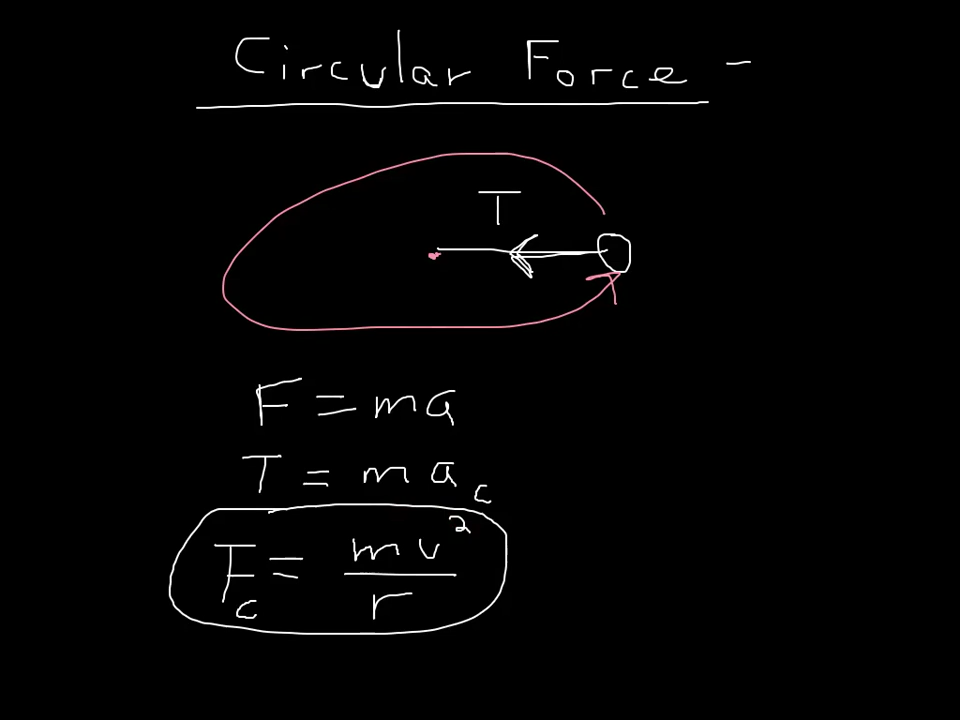 Circular Force -
T
F = ma
T = ma_c
F_c = mv²/r